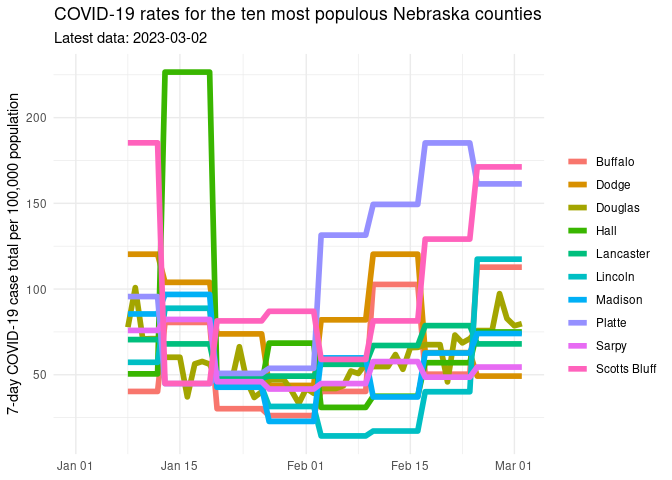 COVID-19 rates for the ten most populous Nebraska counties
Latest data: 2023-03-02
7-day COVID-19 case total per 100,000 population
200
150
100
50
Jan 01
Jan 15
Feb 01
Feb 15
Mar 01
Buffalo
Dodge
Douglas
Hall
Lancaster
Lincoln
Madison
Platte
Sarpy
Scotts Bluff